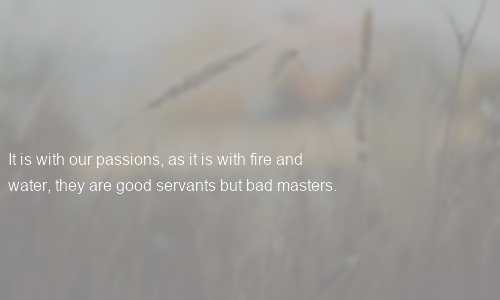 It is with our passions, as it is with fire and
water, they are good servants but bad masters.